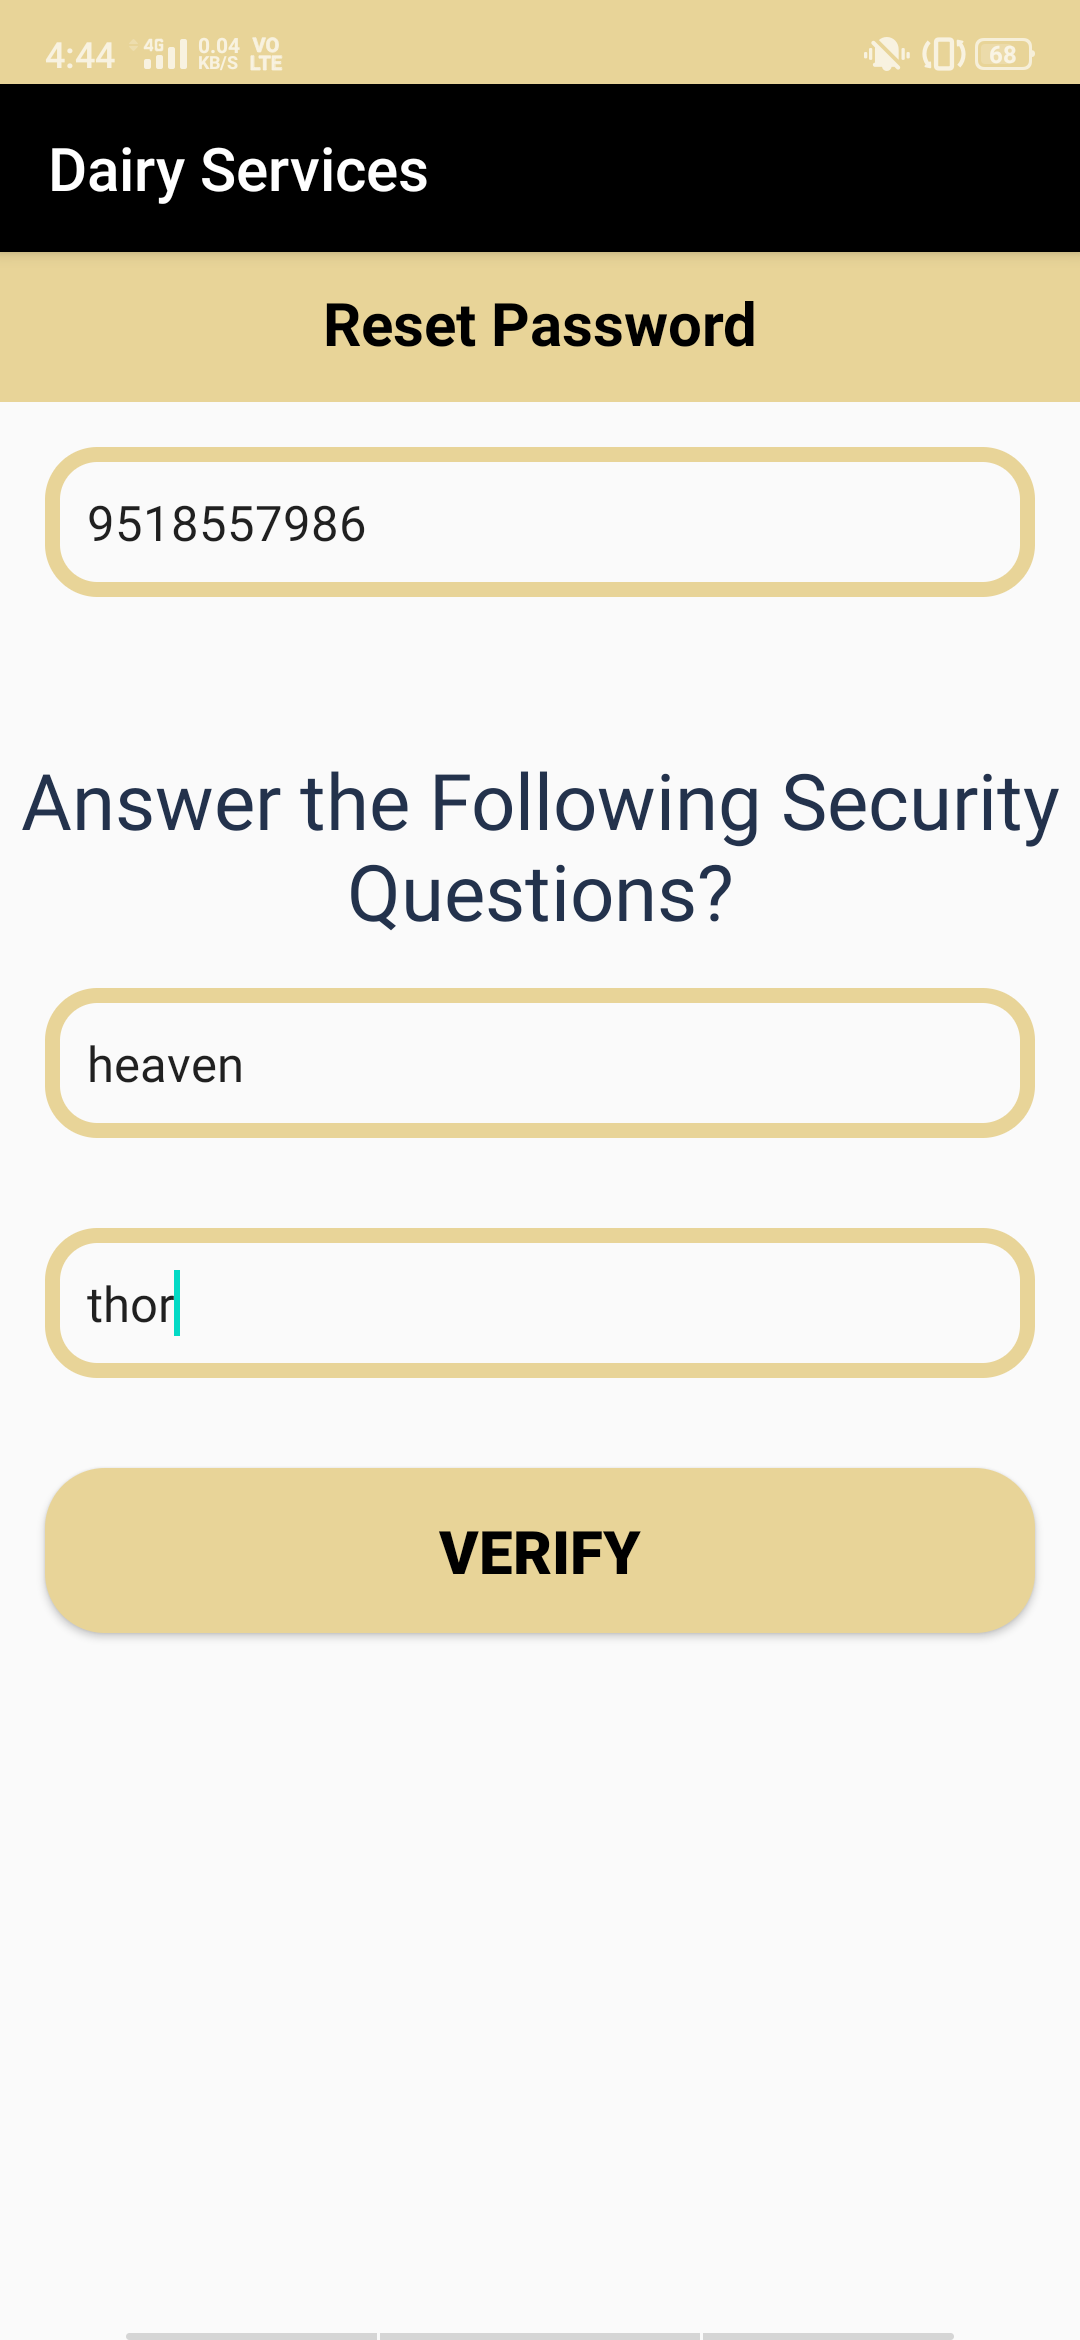 4:44 4G 0.04 KB/S VO LTE 68
Dairy Services
Reset Password
9518557986
Answer the Following Security
Questions?
heaven
thor
VERIFY